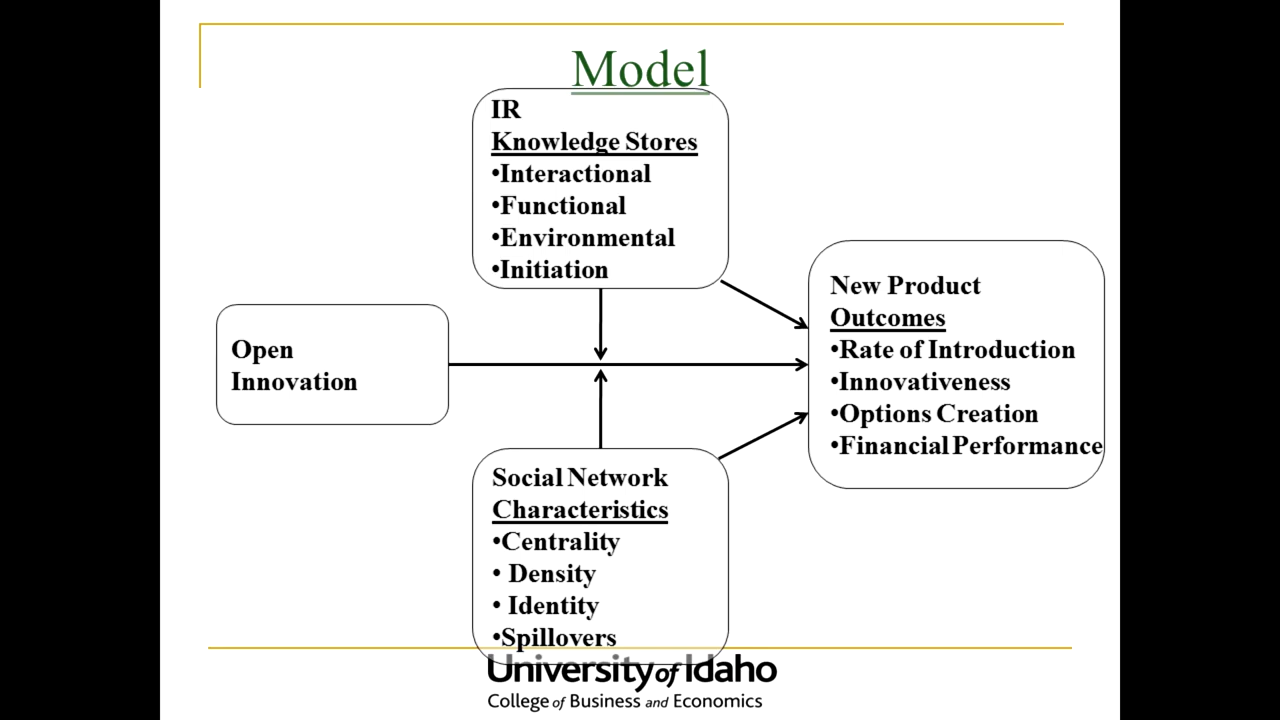 Model
IR
Knowledge Stores
•Interactional
•Functional
•Environmental
•Initiation
Open
Innovation
New Product
Outcomes
•Rate of Introduction
•Innovativeness
•Options Creation
•Financial Performance
Social Network
Characteristics
•Centrality
• Density
• Identity
•Spillovers
University of Idaho
College of Business and Economics